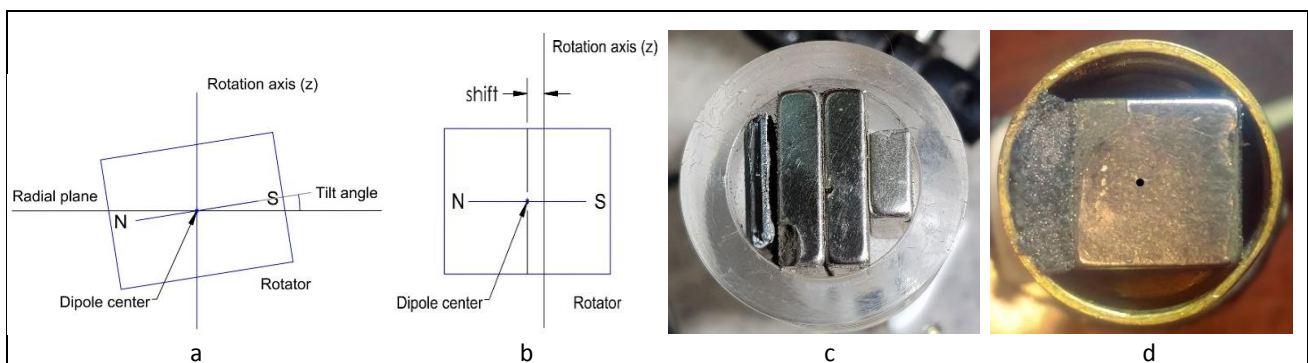 Rotation axis (z)
Radial plane
N
S
Tilt angle
Dipole center
Rotator
a
Rotation axis (z)
shift
N
S
Dipole center
Rotator
b
c
d